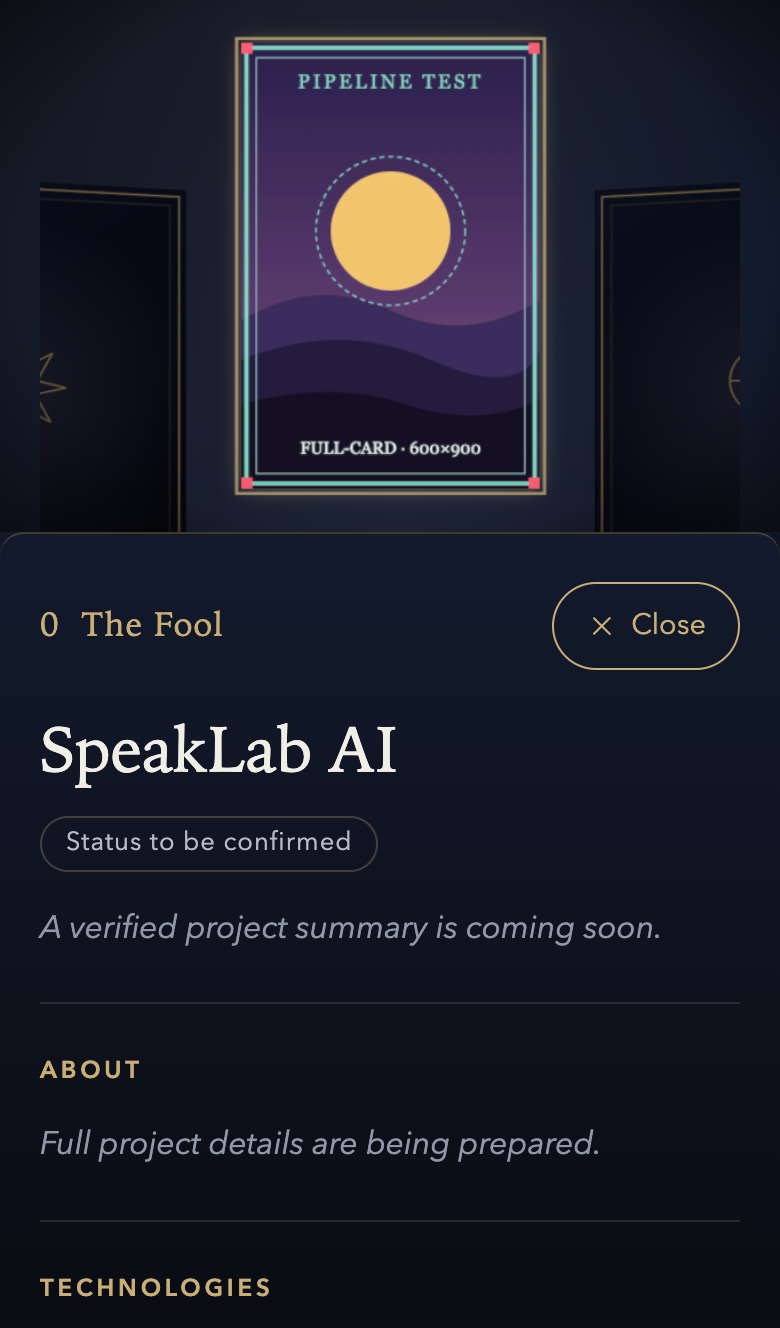 PIPELINE TEST
FULL-CARD · 600×900
0 The Fool
Close
SpeakLab AI
Status to be confirmed
A verified project summary is coming soon.
ABOUT
Full project details are being prepared.
TECHNOLOGIES